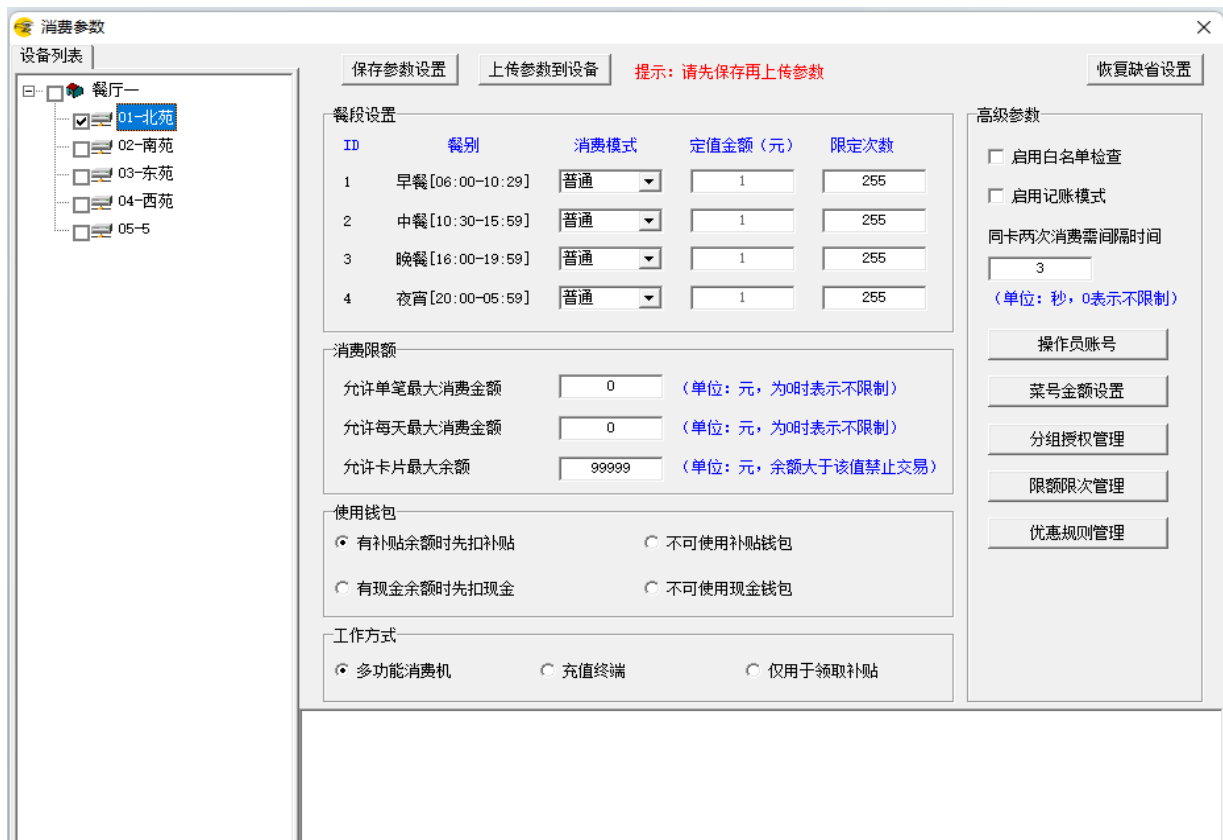 消费参数
设备列表
餐厅一
01-北苑
02-南苑
03-东苑
04-西苑
05-5
保存参数设置 上传参数到设备 提示：请先保存再上传参数 恢复缺省设置
餐段设置
ID 餐别 消费模式 定值金额（元） 限定次数
1 早餐[06:00-10:29] 普通 1 255
2 中餐[10:30-15:59] 普通 1 255
3 晚餐[16:00-19:59] 普通 1 255
4 夜宵[20:00-05:59] 普通 1 255
消费限额
允许单笔最大消费金额 0 （单位：元，为0时表示不限制）
允许每天最大消费金额 0 （单位：元，为0时表示不限制）
允许卡片最大余额 99999 （单位：元，余额大于该值禁止交易）
使用钱包
有补贴余额时先扣补贴 不可使用补贴钱包
有现金余额时先扣现金 不可使用现金钱包
工作方式
多功能消费机 充值终端 仅用于领取补贴
高级参数
启用白名单检查
启用记账模式
同卡两次消费需间隔时间
3
（单位：秒，0表示不限制）
操作员账号
菜号金额设置
分组授权管理
限额限次管理
优惠规则管理